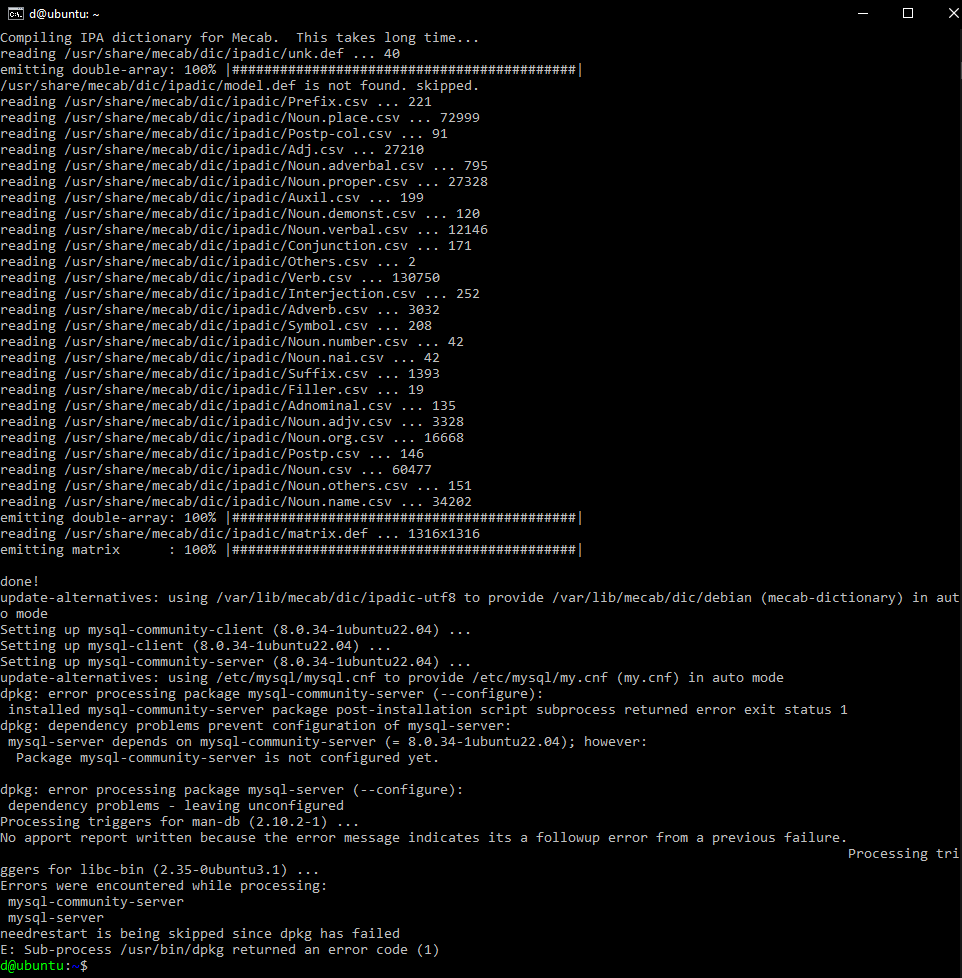 d@ubuntu: ~
Compiling IPA dictionary for Mecab.  This takes long time...
reading /usr/share/mecab/dic/ipadic/unk.def ... 40
emitting double-array: 100% |###########################################|
/usr/share/mecab/dic/ipadic/model.def is not found. skipped.
reading /usr/share/mecab/dic/ipadic/Prefix.csv ... 221
reading /usr/share/mecab/dic/ipadic/Noun.place.csv ... 72999
reading /usr/share/mecab/dic/ipadic/Postp-col.csv ... 91
reading /usr/share/mecab/dic/ipadic/Adj.csv ... 27210
reading /usr/share/mecab/dic/ipadic/Noun.adverbal.csv ... 795
reading /usr/share/mecab/dic/ipadic/Noun.proper.csv ... 27328
reading /usr/share/mecab/dic/ipadic/Auxil.csv ... 199
reading /usr/share/mecab/dic/ipadic/Noun.demonst.csv ... 120
reading /usr/share/mecab/dic/ipadic/Noun.verbal.csv ... 12146
reading /usr/share/mecab/dic/ipadic/Conjunction.csv ... 171
reading /usr/share/mecab/dic/ipadic/Others.csv ... 2
reading /usr/share/mecab/dic/ipadic/Verb.csv ... 130750
reading /usr/share/mecab/dic/ipadic/Interjection.csv ... 252
reading /usr/share/mecab/dic/ipadic/Adverb.csv ... 3032
reading /usr/share/mecab/dic/ipadic/Symbol.csv ... 208
reading /usr/share/mecab/dic/ipadic/Noun.number.csv ... 42
reading /usr/share/mecab/dic/ipadic/Noun.nai.csv ... 42
reading /usr/share/mecab/dic/ipadic/Suffix.csv ... 1393
reading /usr/share/mecab/dic/ipadic/Filler.csv ... 19
reading /usr/share/mecab/dic/ipadic/Adnominal.csv ... 135
reading /usr/share/mecab/dic/ipadic/Noun.adjv.csv ... 3328
reading /usr/share/mecab/dic/ipadic/Noun.org.csv ... 16668
reading /usr/share/mecab/dic/ipadic/Postp.csv ... 146
reading /usr/share/mecab/dic/ipadic/Noun.csv ... 60477
reading /usr/share/mecab/dic/ipadic/Noun.others.csv ... 151
reading /usr/share/mecab/dic/ipadic/Noun.name.csv ... 34202
emitting double-array: 100% |###########################################|
reading /usr/share/mecab/dic/ipadic/matrix.def ... 1316x1316
emitting matrix      : 100% |###########################################|
done!
update-alternatives: using /var/lib/mecab/dic/ipadic-utf8 to provide /var/lib/mecab/dic/debian (mecab-dictionary) in aut
o mode
Setting up mysql-community-client (8.0.34-1ubuntu22.04) ...
Setting up mysql-client (8.0.34-1ubuntu22.04) ...
Setting up mysql-community-server (8.0.34-1ubuntu22.04) ...
update-alternatives: using /etc/mysql/mysql.cnf to provide /etc/mysql/my.cnf (my.cnf) in auto mode
dpkg: error processing package mysql-community-server (--configure):
 installed mysql-community-server package post-installation script subprocess returned error exit status 1
dpkg: dependency problems prevent configuration of mysql-server:
 mysql-server depends on mysql-community-server (= 8.0.34-1ubuntu22.04); however:
  Package mysql-community-server is not configured yet.
dpkg: error processing package mysql-server (--configure):
 dependency problems - leaving unconfigured
Processing triggers for man-db (2.10.2-1) ...
No apport report written because the error message indicates its a followup error from a previous failure.
Processing tri
ggers for libc-bin (2.35-0ubuntu3.1) ...
Errors were encountered while processing:
 mysql-community-server
 mysql-server
needrestart is being skipped since dpkg has failed
E: Sub-process /usr/bin/dpkg returned an error code (1)
d@ubuntu:~$